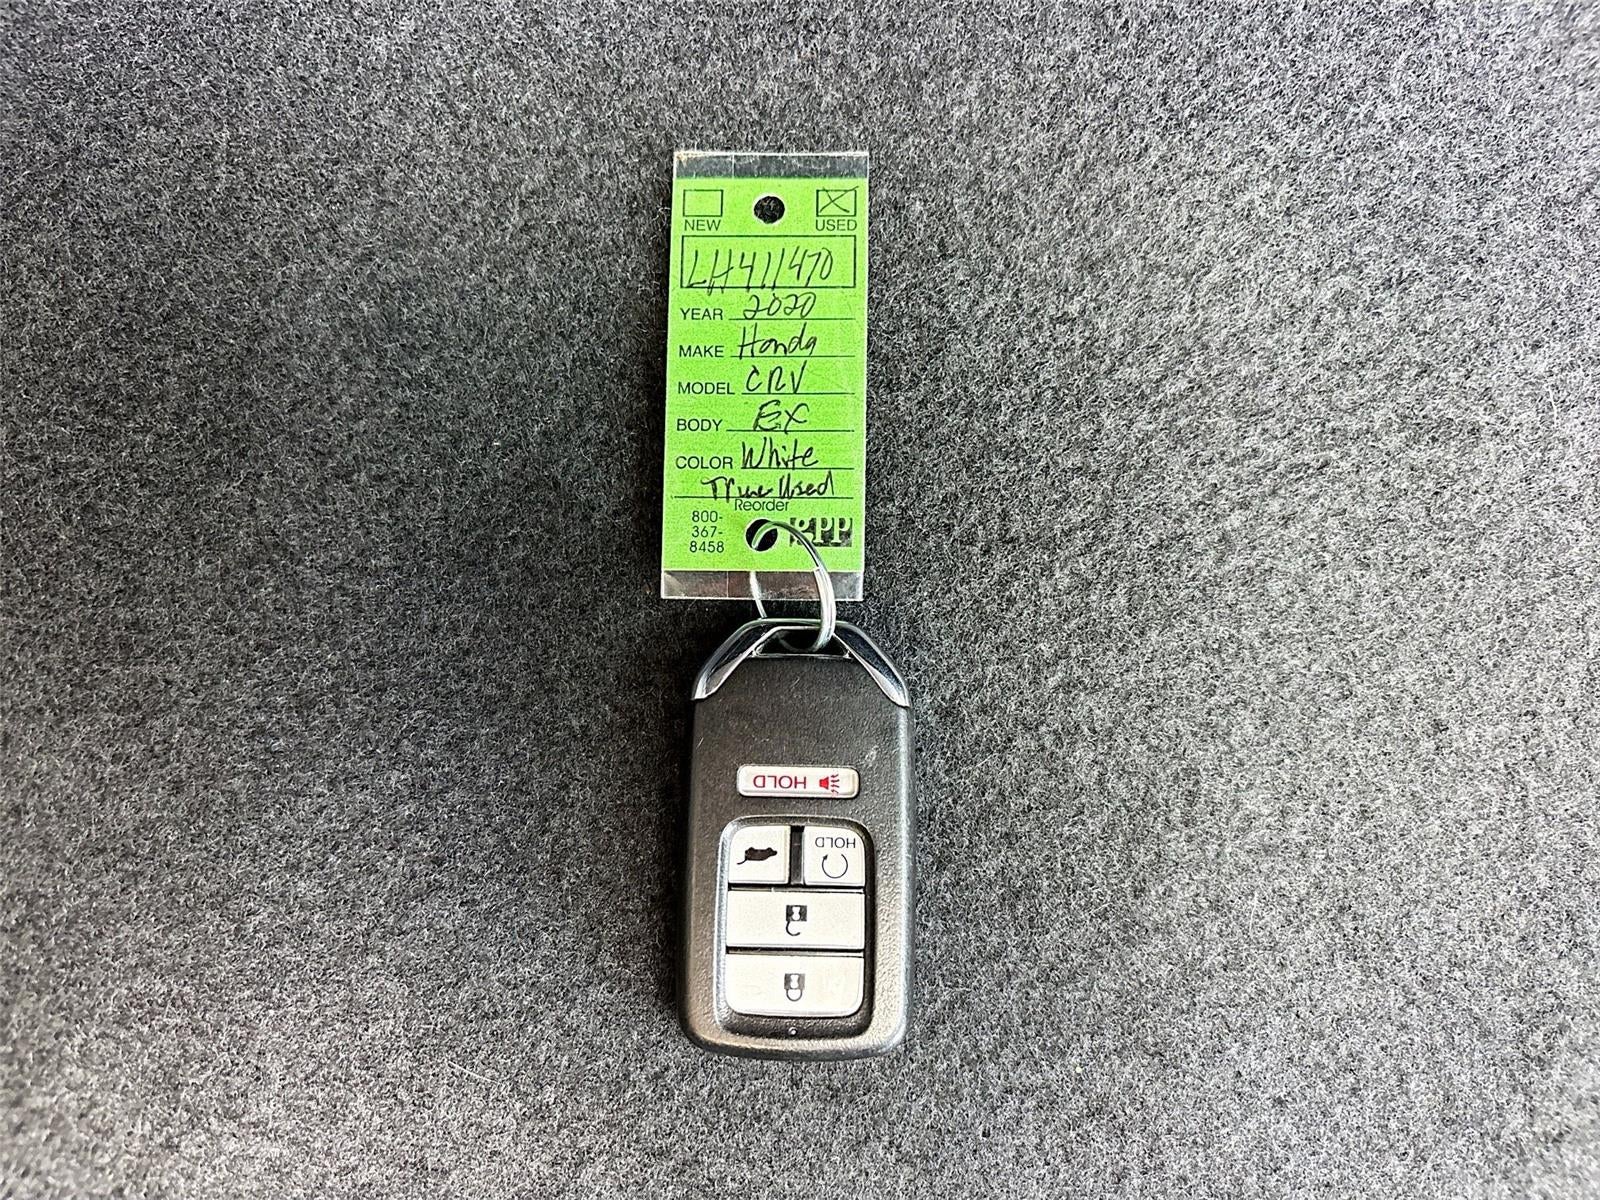 NEW USED
LH411470
YEAR 2020
MAKE Honda
MODEL CRV
BODY EX
COLOR White
True Used
Reorder
800-
367-
8458
gpp
HOLD
HOLD